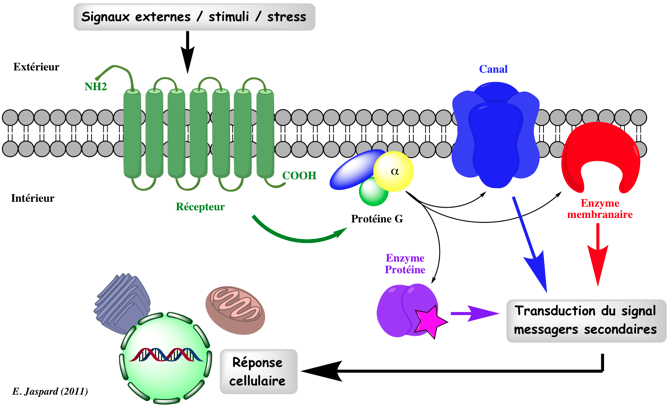 Signaux externes / stimuli / stress
Extérieur
NH2
Canal
COOH
Intérieur
Récepteur
α
Protéine G
Enzyme
membranaire
Enzyme
Protéine
Transduction du signal
messagers secondaires
Réponse
cellulaire
E. Jaspard (2011)